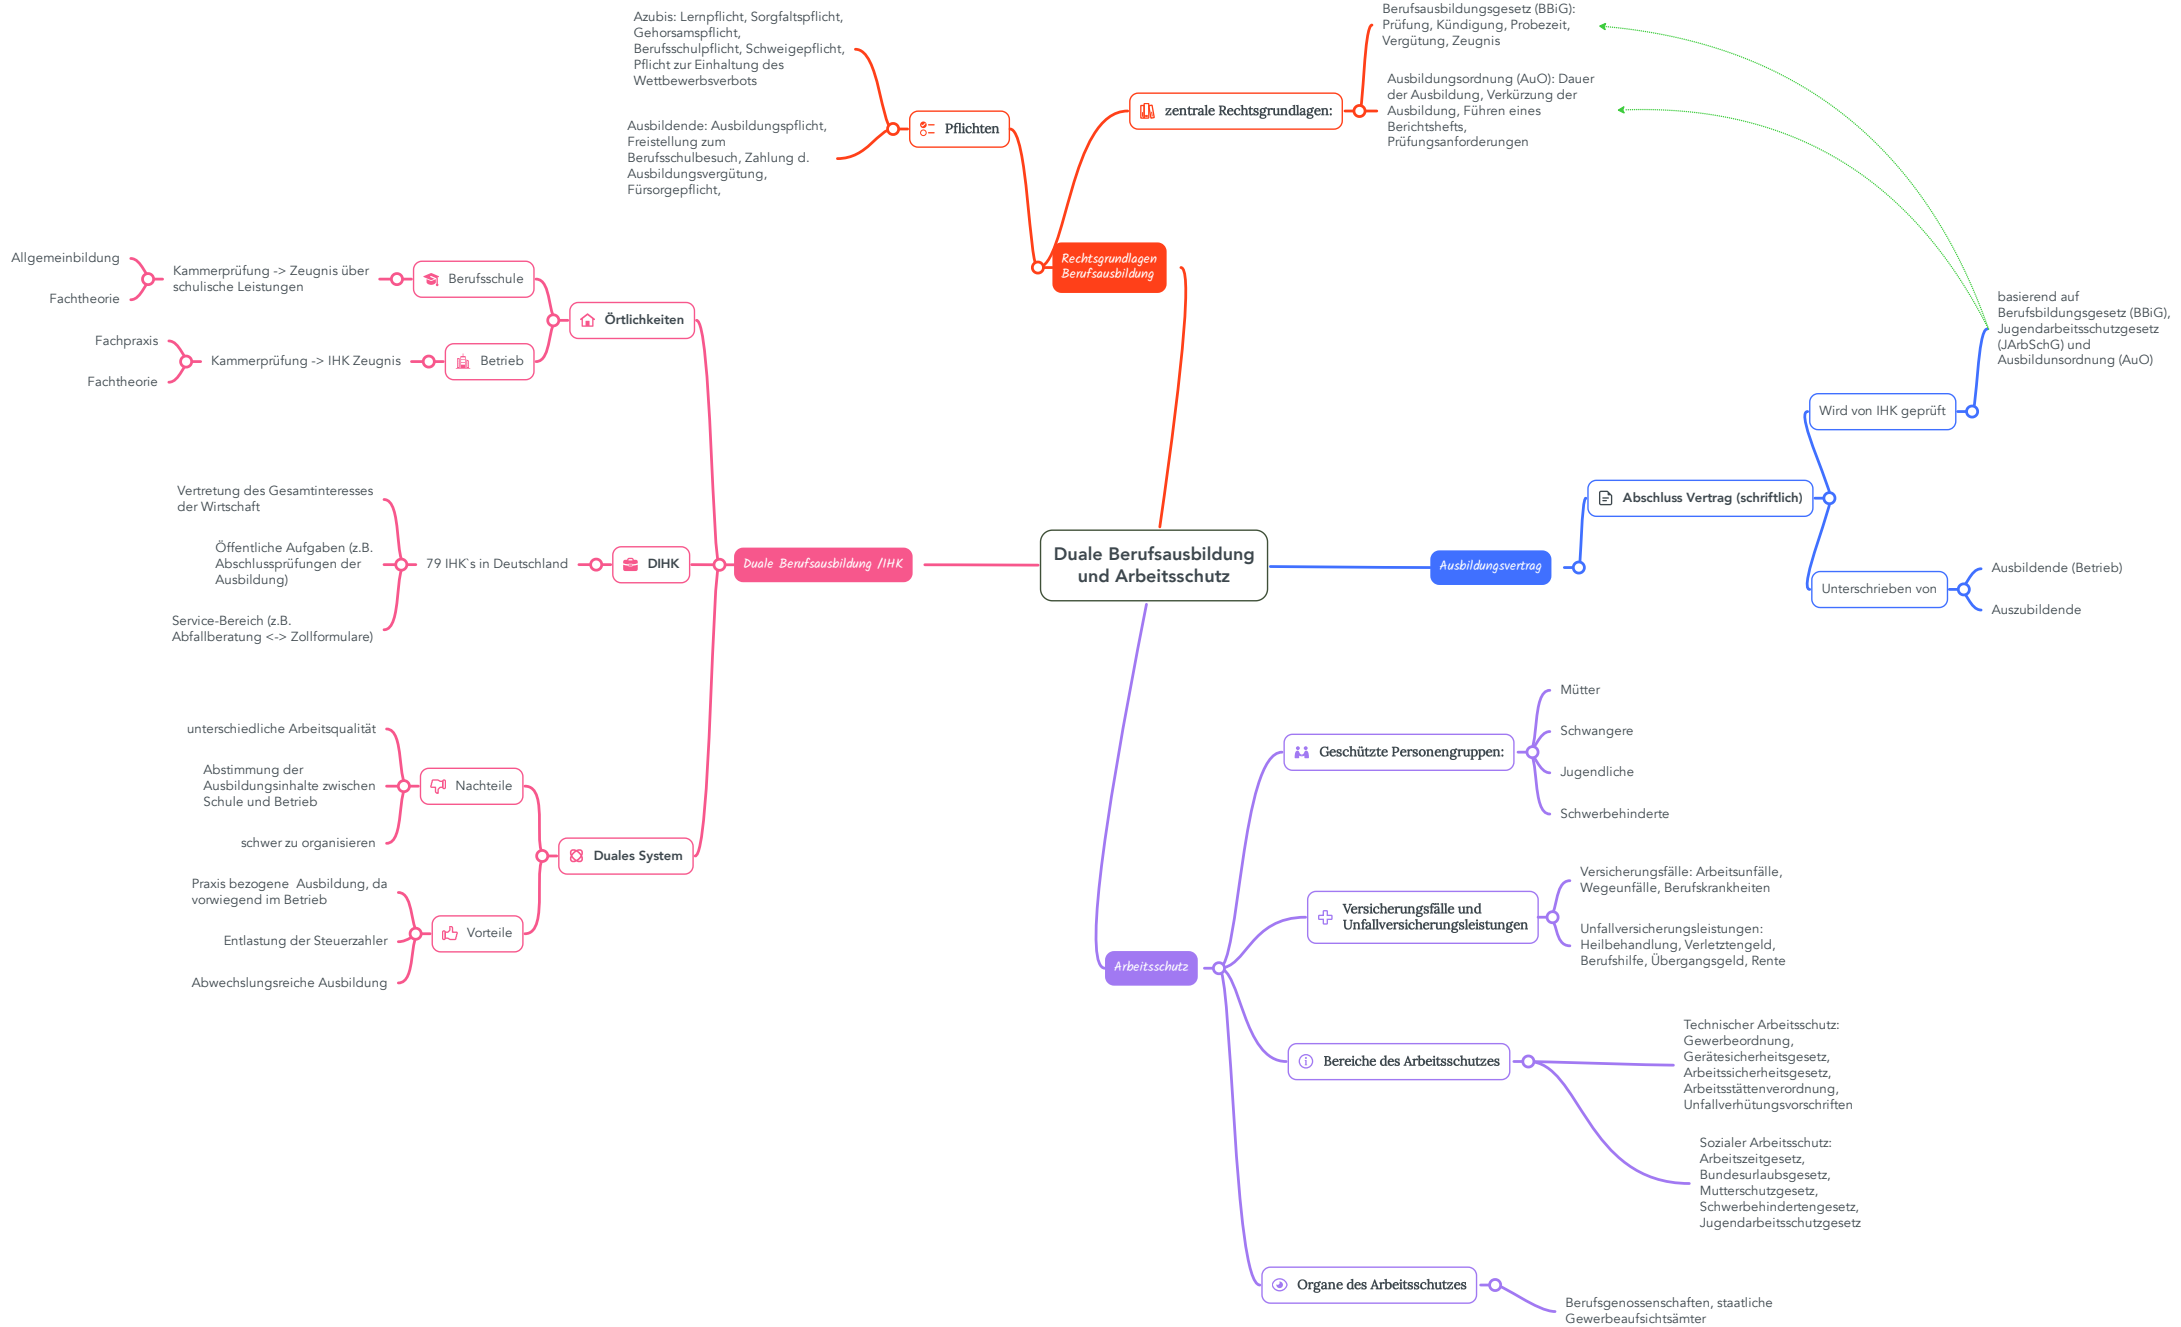 Duale Berufsausbildung
und Arbeitsschutz
Rechtsgrundlagen
Berufsausbildung
Pflichten
Azubis: Lernpflicht, Sorgfaltspflicht,
Gehorsamspflicht,
Berufsschulpflicht, Schweigepflicht,
Pflicht zur Einhaltung des
Wettbewerbsverbots
Ausbildende: Ausbildungspflicht,
Freistellung zum
Berufsschulbesuch, Zahlung d.
Ausbildungsvergütung,
Fürsorgepflicht,
zentrale Rechtsgrundlagen:
Berufsausbildungsgesetz (BBiG):
Prüfung, Kündigung, Probezeit,
Vergütung, Zeugnis
Ausbildungsordnung (AuO): Dauer
der Ausbildung, Verkürzung der
Ausbildung, Führen eines
Berichtshefts,
Prüfungsanforderungen
Ausbildungsvertrag
Abschluss Vertrag (schriftlich)
Wird von IHK geprüft
basierend auf
Berufsbildungsgesetz (BBiG),
Jugendarbeitsschutzgesetz
(JArbSchG) und
Ausbildunsordnung (AuO)
Unterschrieben von
Ausbildende (Betrieb)
Auszubildende
Arbeitsschutz
Geschützte Personengruppen:
Mütter
Schwangere
Jugendliche
Schwerbehinderte
Versicherungsfälle und
Unfallversicherungsleistungen
Versicherungsfälle: Arbeitsunfälle,
Wegeunfälle, Berufskrankheiten
Unfallversicherungsleistungen:
Heilbehandlung, Verletztengeld,
Berufshilfe, Übergangsgeld, Rente
Bereiche des Arbeitsschutzes
Technischer Arbeitsschutz:
Gewerbeordnung,
Gerätesicherheitsgesetz,
Arbeitssicherheitsgesetz,
Arbeitsstättenverordnung,
Unfallverhütungsvorschriften
Sozialer Arbeitsschutz:
Arbeitszeitgesetz,
Bundesurlaubsgesetz,
Mutterschutzgesetz,
Schwerbehindertengesetz,
Jugendarbeitsschutzgesetz
Organe des Arbeitsschutzes
Berufsgenossenschaften, staatliche
Gewerbeaufsichtsämter
Duale Berufsausbildung /IHK
Örtlichkeiten
Berufsschule
Kammerprüfung -> Zeugnis über
schulische Leistungen
Allgemeinbildung
Fachtheorie
Betrieb
Kammerprüfung -> IHK Zeugnis
Fachpraxis
Fachtheorie
DIHK
79 IHK`s in Deutschland
Vertretung des Gesamtinteresses
der Wirtschaft
Öffentliche Aufgaben (z.B.
Abschlussprüfungen der
Ausbildung)
Service-Bereich (z.B.
Abfallberatung <-> Zollformulare)
Duales System
Nachteile
unterschiedliche Arbeitsqualität
Abstimmung der
Ausbildungsinhalte zwischen
Schule und Betrieb
schwer zu organisieren
Vorteile
Praxis bezogene  Ausbildung, da
vorwiegend im Betrieb
Entlastung der Steuerzahler
Abwechslungsreiche Ausbildung